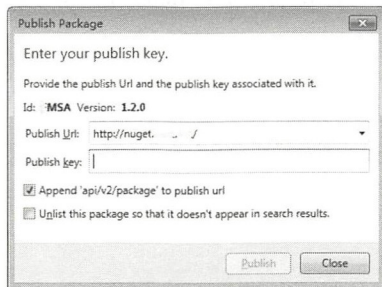 Publish Package
Enter your publish key.
Provide the publish Url and the publish key associated with it.
Id: MSA Version: 1.2.0
Publish Url: http://nuget. /
Publish key:
Append 'api/v2/package' to publish url
Unlist this package so that it doesn't appear in search results.
Publish Close